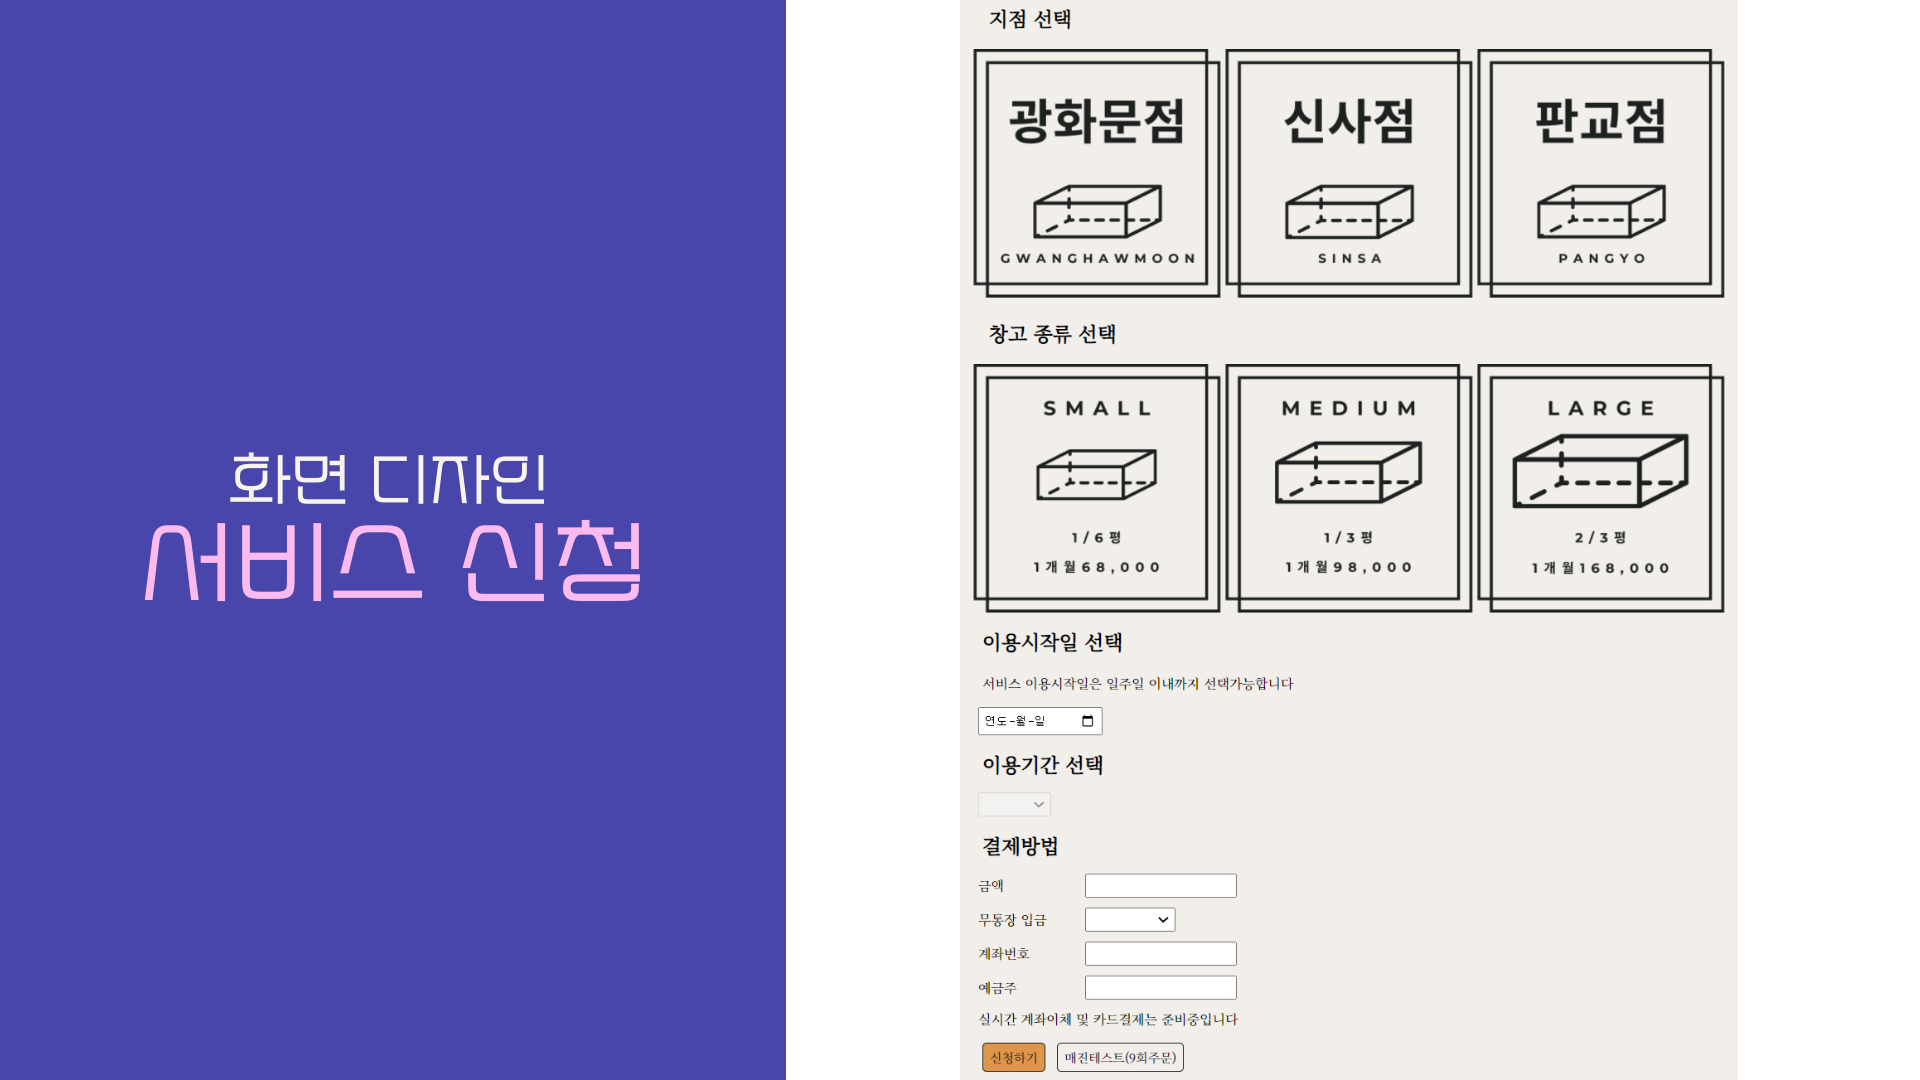 화면 디자인
서비스 신청
지점 선택
광화문점
GWANGHAWMOON
신사점
SINSA
판교점
PANGYO
창고 종류 선택
SMALL
1/6평
1개월68,000
MEDIUM
1/3평
1개월98,000
LARGE
2/3평
1개월168,000
이용시작일 선택
서비스 이용시작일은 일주일 이내까지 선택가능합니다
연도-월-일
이용기간 선택
결제방법
금액
무통장 입금
계좌번호
예금주
실시간 계좌이체 및 카드결제는 준비중입니다
신청하기 매진테스트(9회주문)